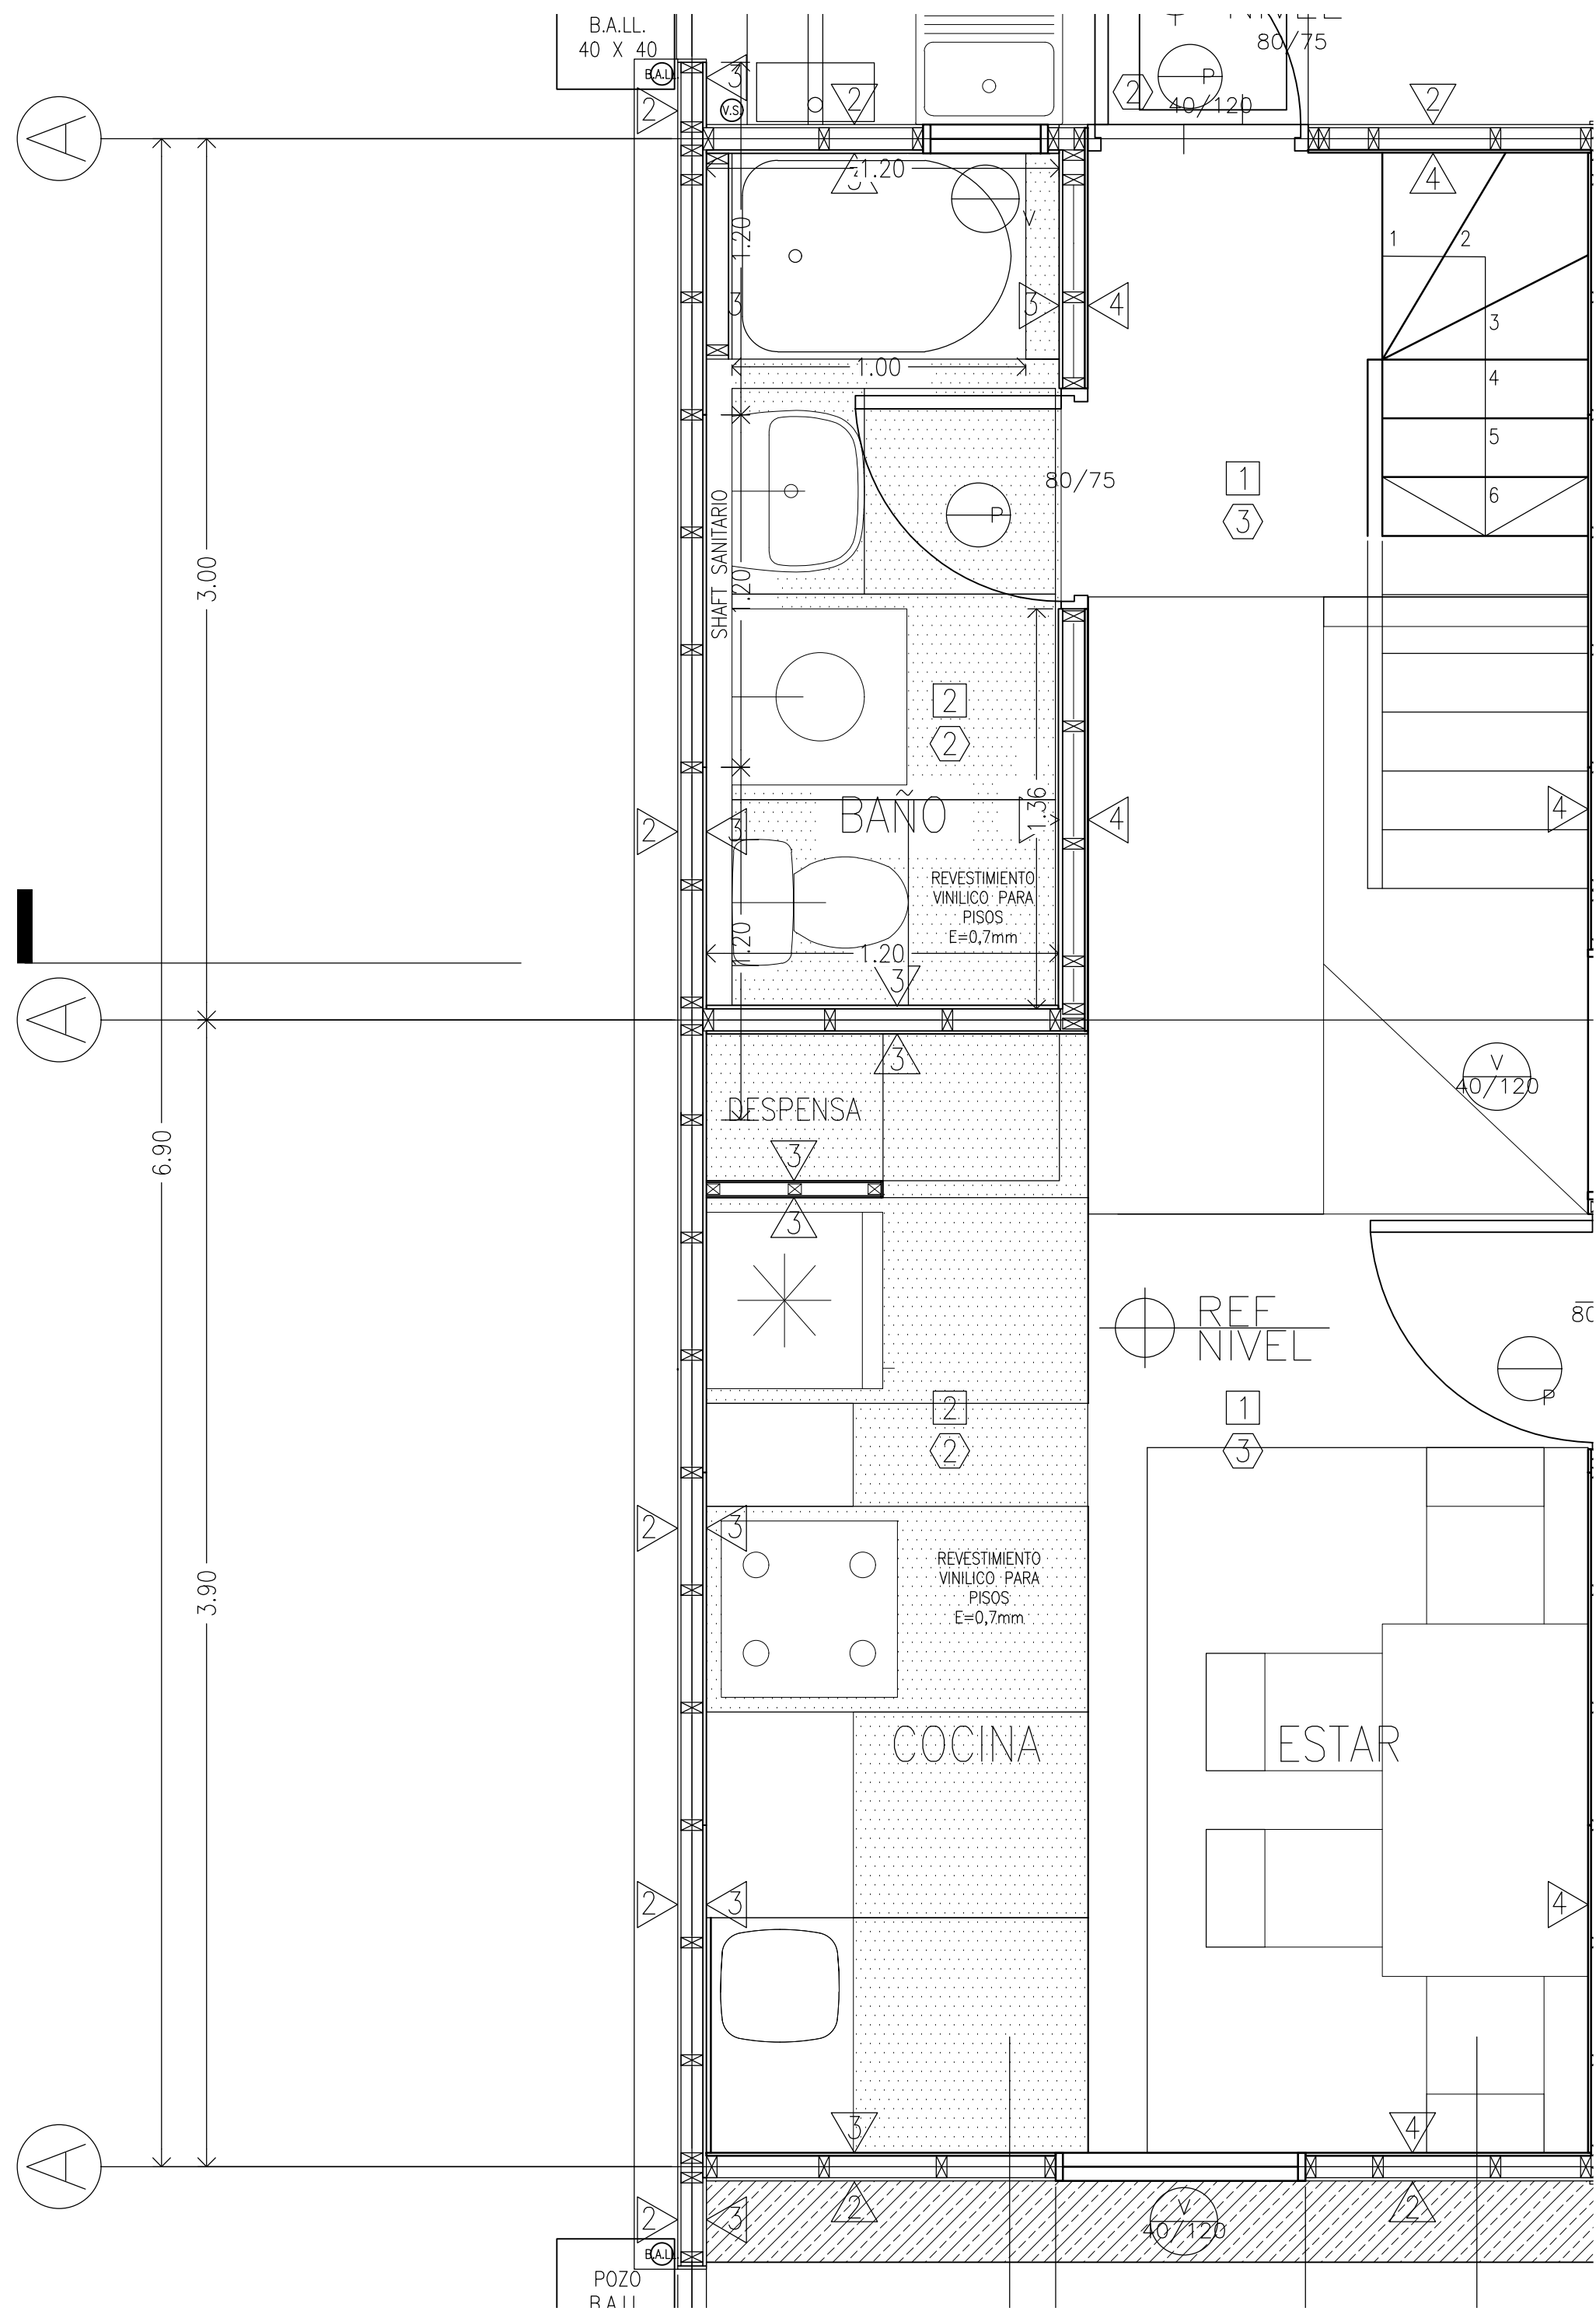 B.A.LL.
40 X 40
NIVEL
80/75
B.A.LL.
V.S.
P
40/120
2
3
2
2
2
A
1.20
3
4
1.20
V
1
2
3
3
3
4
4
1.00
5
6
80/75
1
3
P
3.00
SHAFT SANITARIO
1.20
2
2
BAÑO
1.36
2
3
4
4
REVESTIMIENTO
VINILICO PARA
PISOS
E=0,7mm
1.20
1.20
3
A
3
V
40/120
DESPENSA
6.90
3
3
REF
NIVEL
80
P
2
2
1
3
2
3
REVESTIMIENTO
VINILICO PARA
PISOS
E=0,7mm
3.90
COCINA
ESTAR
2
3
4
3
4
A
2
3
2
V
40/120
2
B.A.LL.
POZO
B.A.LL.